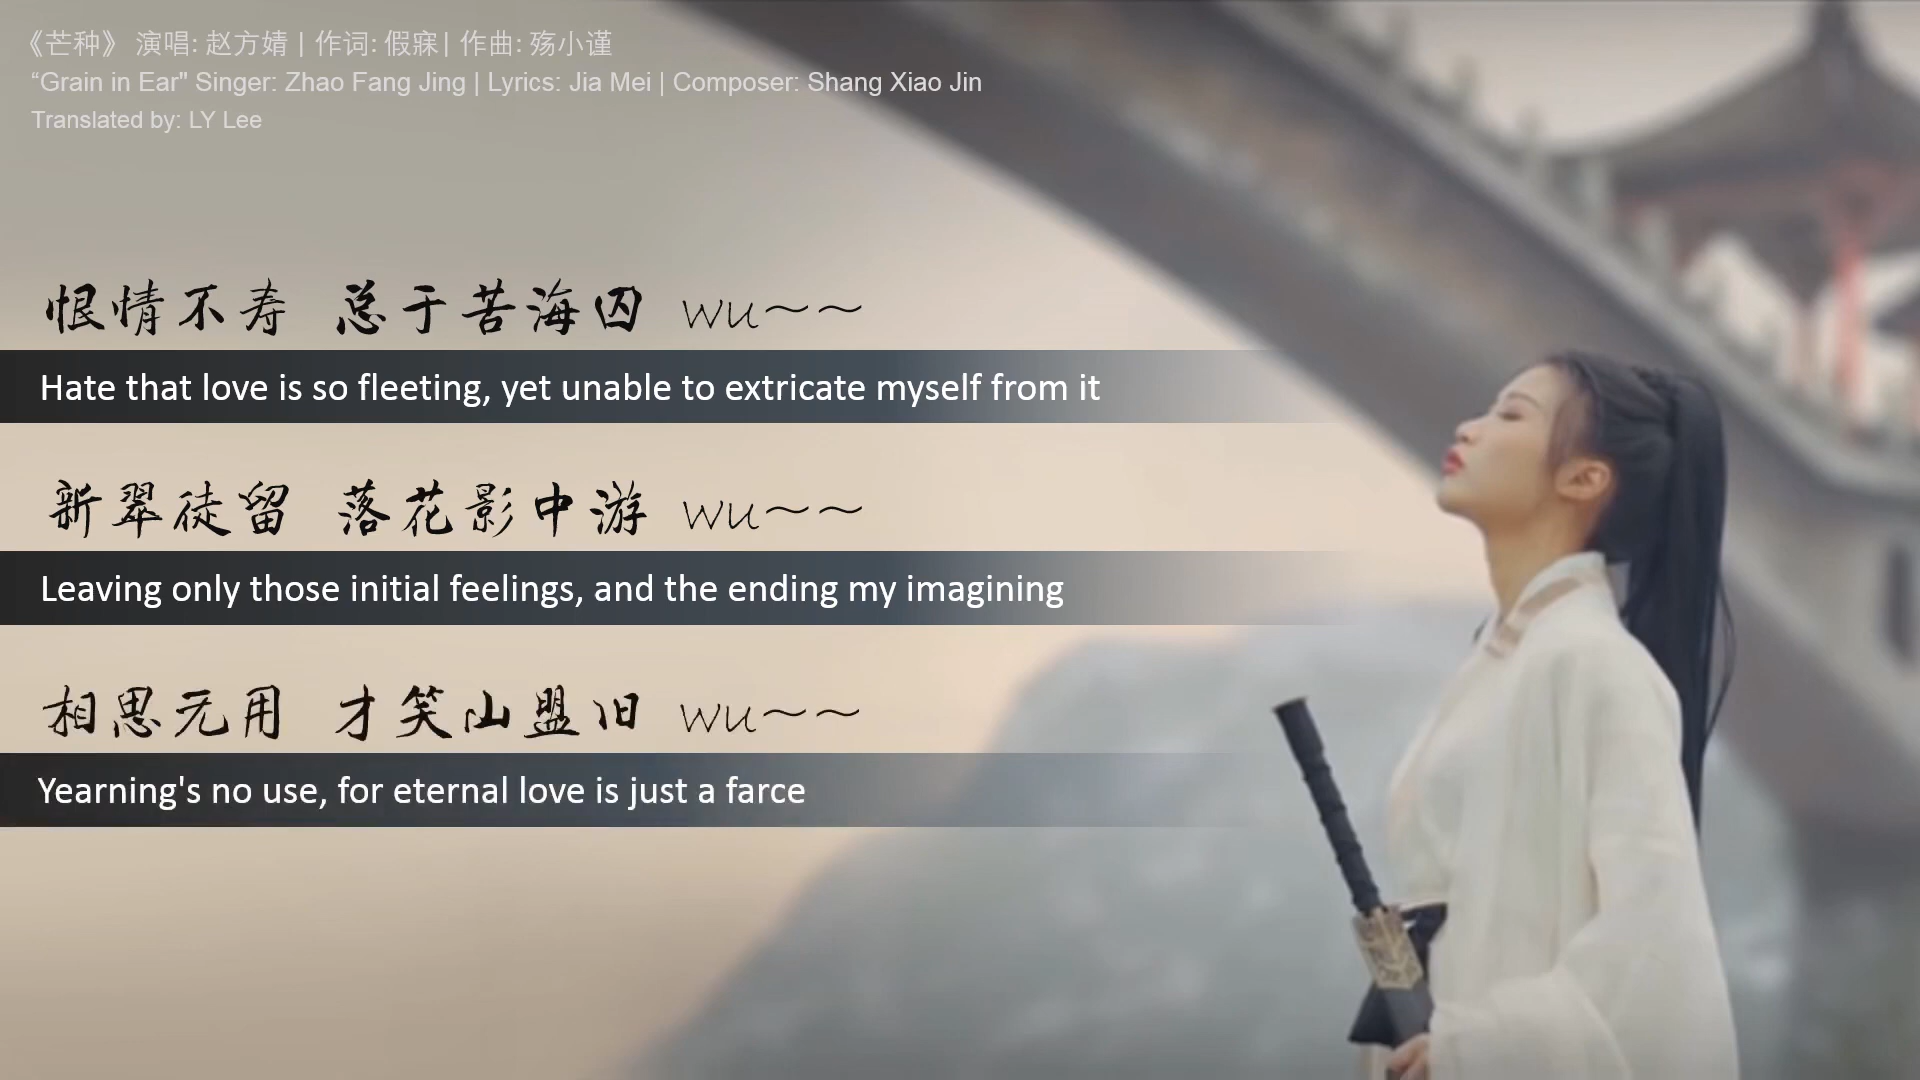 《芒种》 演唱: 赵方婧 | 作词: 假寐 | 作曲: 殇小谨
“Grain in Ear" Singer: Zhao Fang Jing | Lyrics: Jia Mei | Composer: Shang Xiao Jin
Translated by: LY Lee
恨情不寿 总于苦海囚 wu～～
Hate that love is so fleeting, yet unable to extricate myself from it
新翠徒留 落花影中游 wu～～
Leaving only those initial feelings, and the ending my imagining
相思无用 才笑山盟旧 wu～～
Yearning's no use, for eternal love is just a farce